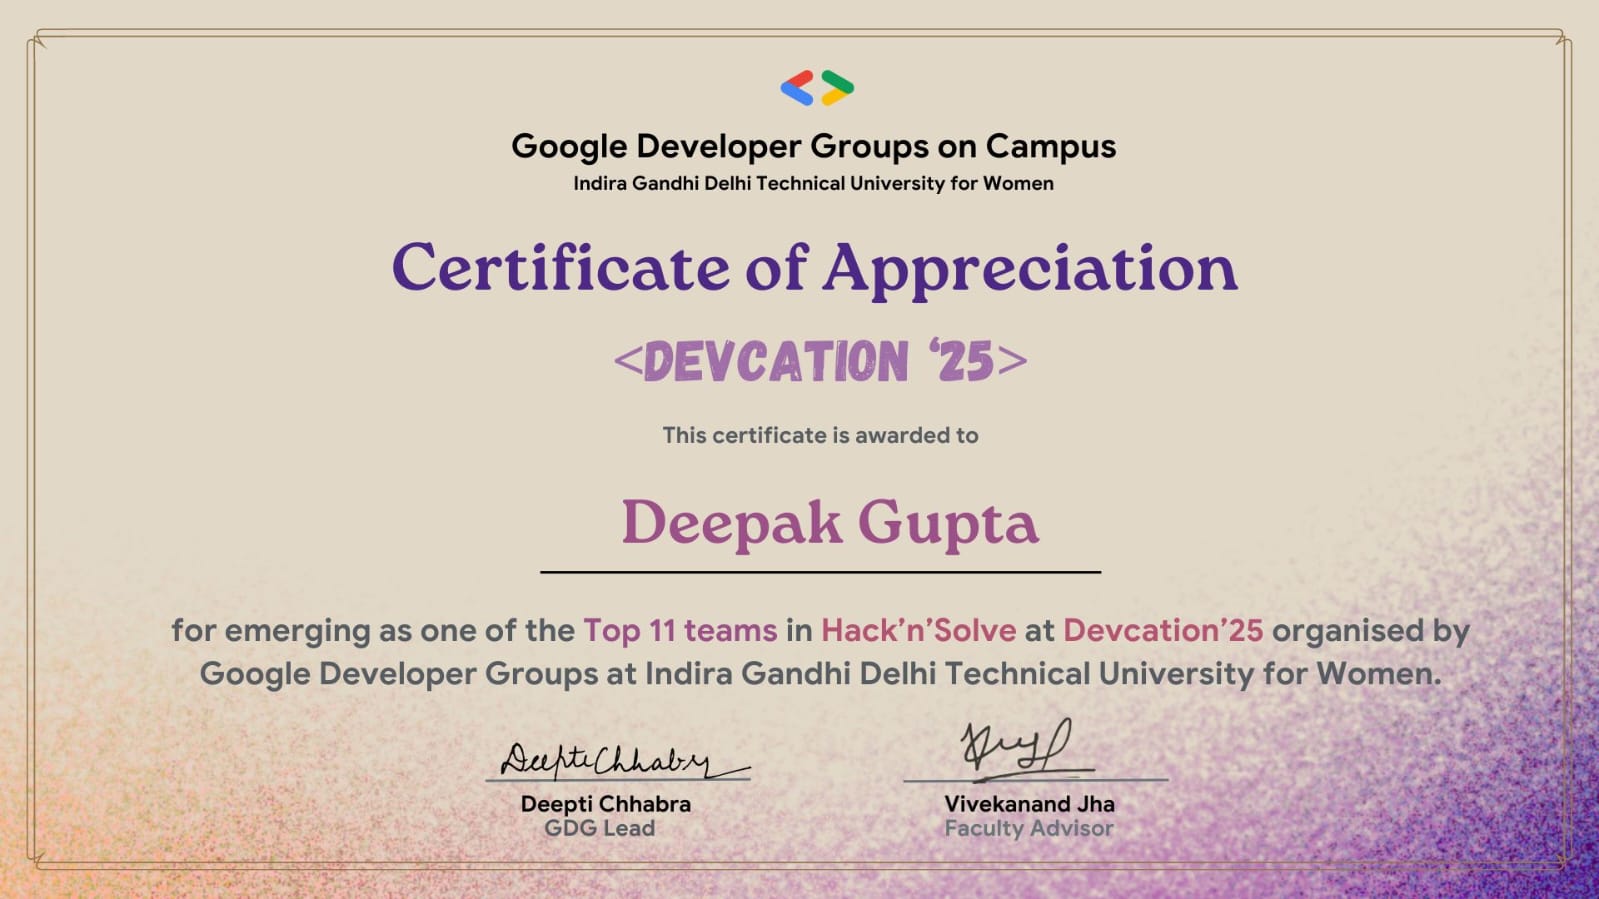 Google Developer Groups on Campus
Indira Gandhi Delhi Technical University for Women
Certificate of Appreciation
<DEVCATION ‘25>
This certificate is awarded to
Deepak Gupta
for emerging as one of the Top 11 teams in Hack’n’Solve at Devcation’25 organised by
Google Developer Groups at Indira Gandhi Delhi Technical University for Women.
Deepti Chhabra
Deepti Chhabra
GDG Lead
Vivekanand Jha
Faculty Advisor